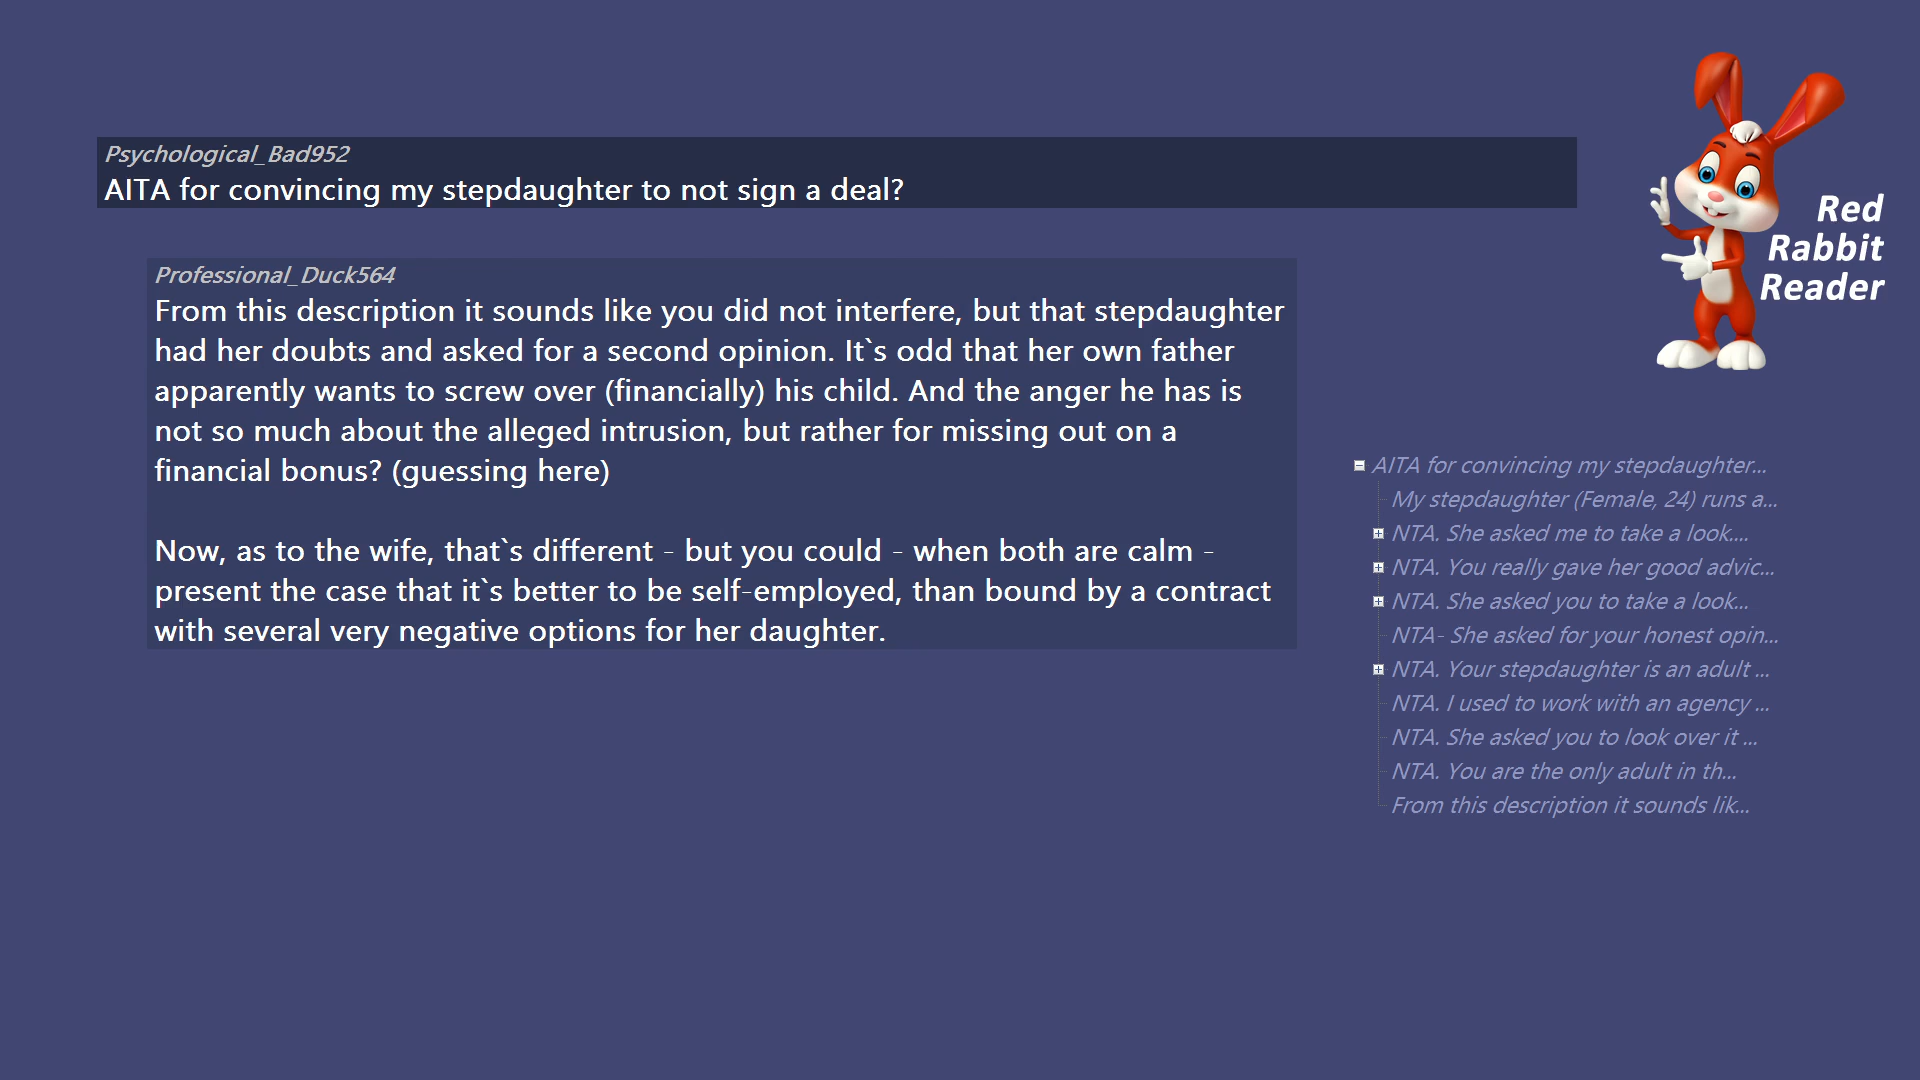 Psychological_Bad952
AITA for convincing my stepdaughter to not sign a deal?
Professional_Duck564
From this description it sounds like you did not interfere, but that stepdaughter
had her doubts and asked for a second opinion. It`s odd that her own father
apparently wants to screw over (financially) his child. And the anger he has is
not so much about the alleged intrusion, but rather for missing out on a
financial bonus? (guessing here)
Now, as to the wife, that`s different - but you could - when both are calm -
present the case that it`s better to be self-employed, than bound by a contract
with several very negative options for her daughter.
Red
Rabbit
Reader
AITA for convincing my stepdaughter...
My stepdaughter (Female, 24) runs a...
NTA. She asked me to take a look....
NTA. You really gave her good advic...
NTA. She asked you to take a look...
NTA- She asked for your honest opin...
NTA. Your stepdaughter is an adult ...
NTA. I used to work with an agency ...
NTA. She asked you to look over it ...
NTA. You are the only adult in th...
From this description it sounds lik...